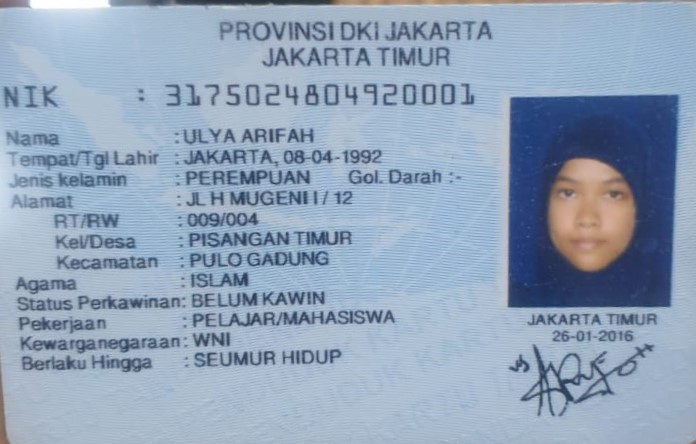 PROVINSI DKI JAKARTA
JAKARTA TIMUR
NIK : 3175024804920001
Nama : ULYA ARIFAH
Tempat/Tgl Lahir : JAKARTA, 08-04-1992
Jenis kelamin : PEREMPUAN Gol. Darah :-
Alamat : JL H MUGENI I / 12
RT/RW : 009/004
Kel/Desa : PISANGAN TIMUR
Kecamatan : PULO GADUNG
Agama : ISLAM
Status Perkawinan: BELUM KAWIN
Pekerjaan : PELAJAR/MAHASISWA
Kewarganegaraan: WNI
Berlaku Hingga : SEUMUR HIDUP
JAKARTA TIMUR
26-01-2016